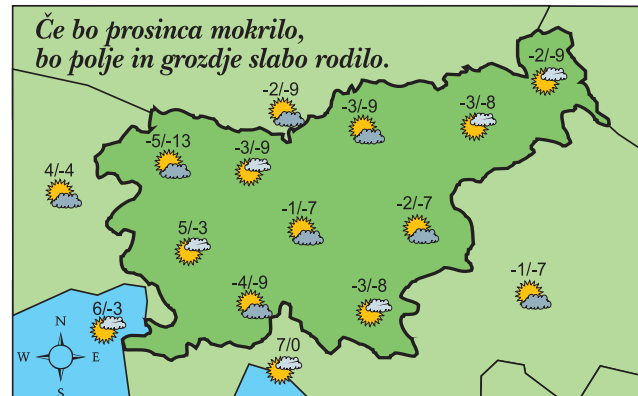 Če bo prosinca mokrilo,
bo polje in grozdje slabo rodilo.
-2/-9
-2/-9
-3/-9
-3/-8
-5/-13
-3/-9
4/-4
5/-3
-1/-7
-2/-7
-4/-9
-3/-8
-1/-7
6/-3
N
W
E
S
7/0